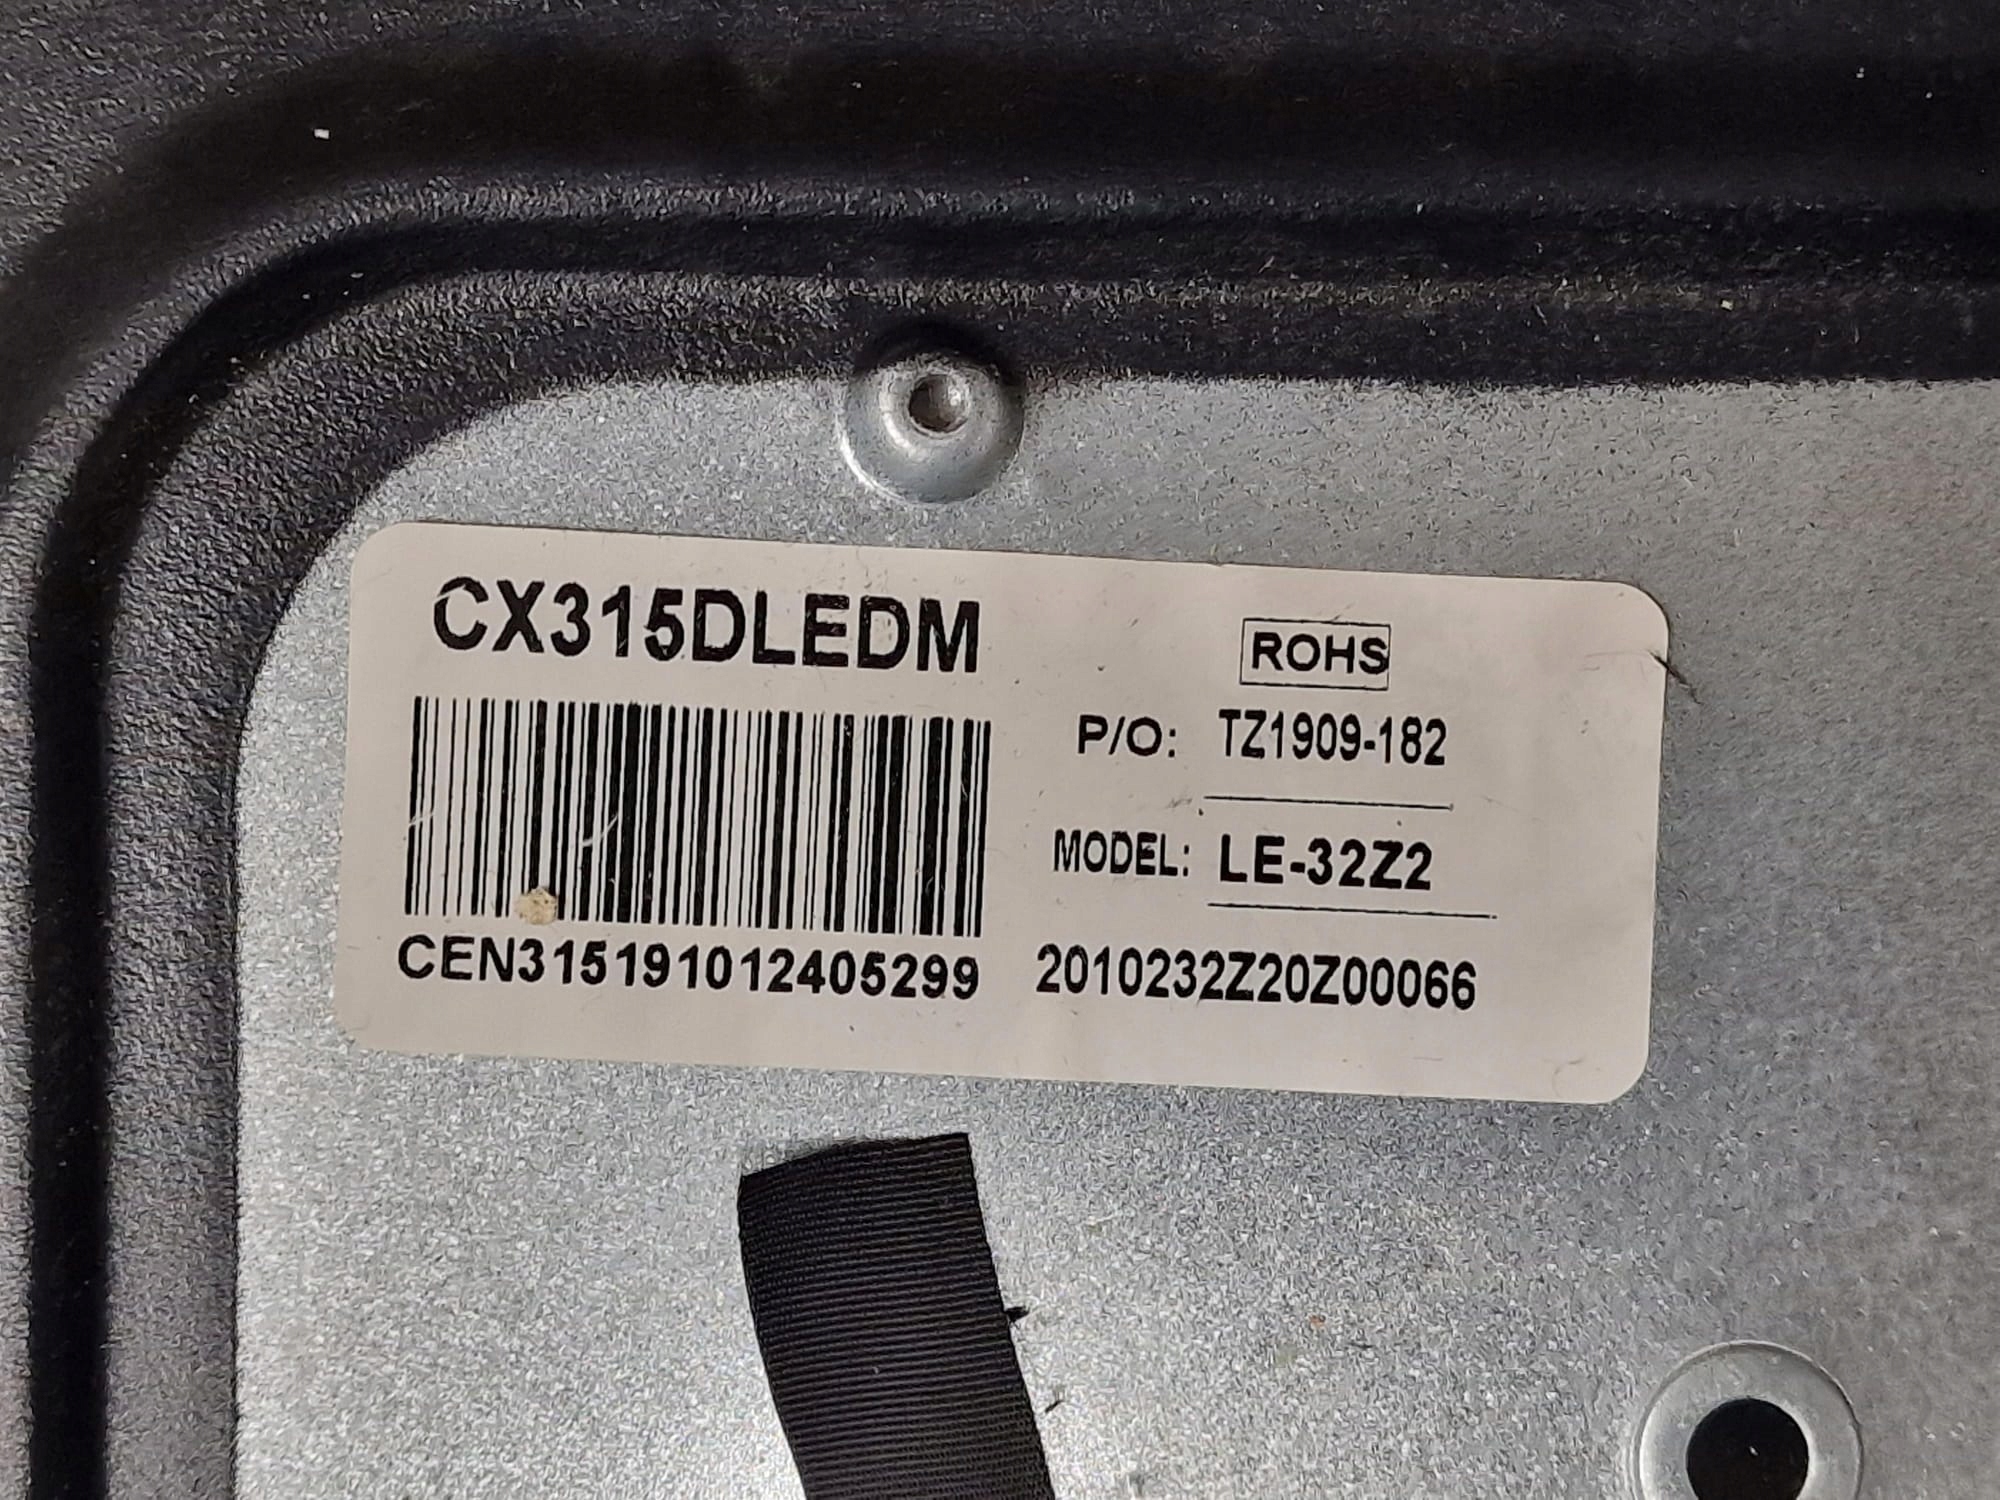 CX315DLEDM
ROHS
P/O: TZ1909-182
MODEL: LE-32Z2
CEN315191012405299
2010232Z20Z00066